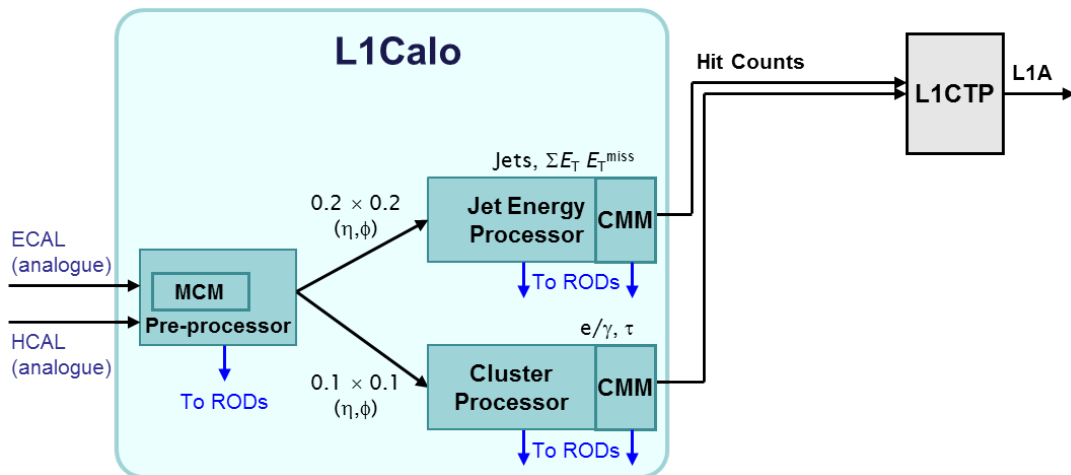 L1Calo
Hit Counts
L1CTP
L1A
Jets, ΣE_T E_T^miss
0.2 × 0.2
(η,ϕ)
Jet Energy
Processor
CMM
To RODs
ECAL
(analogue)
MCM
Pre-processor
HCAL
(analogue)
To RODs
e/γ, τ
0.1 × 0.1
(η,ϕ)
Cluster
Processor
CMM
To RODs